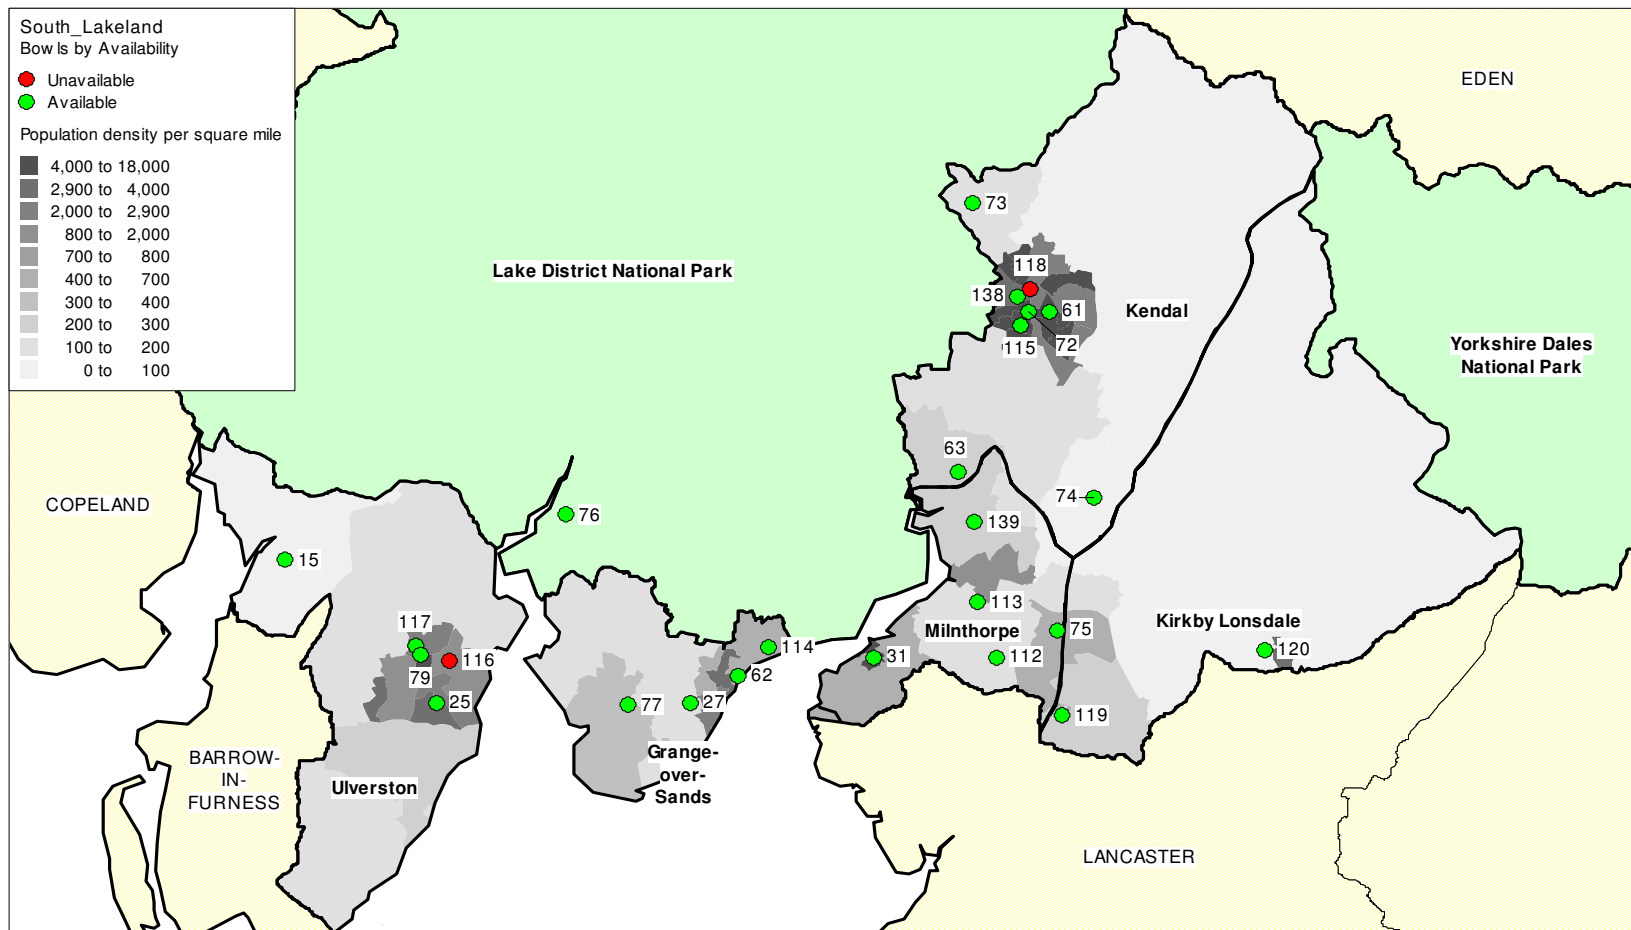 South_Lakeland
Bowls by Availability
Unavailable
Available
Population density per square mile
4,000 to 18,000
2,900 to 4,000
2,000 to 2,900
800 to 2,000
700 to 800
400 to 700
300 to 400
200 to 300
100 to 200
0 to 100
EDEN
73
Lake District National Park
118
138
61
Kendal
115
72
Yorkshire Dales
National Park
63
COPELAND
74
76
139
15
113
117
Milnthorpe
75
Kirkby Lonsdale
114
120
116
31
112
79
62
25
77
27
119
Grange-
over-
Sands
BARROW-
IN-
FURNESS
Ulverston
LANCASTER